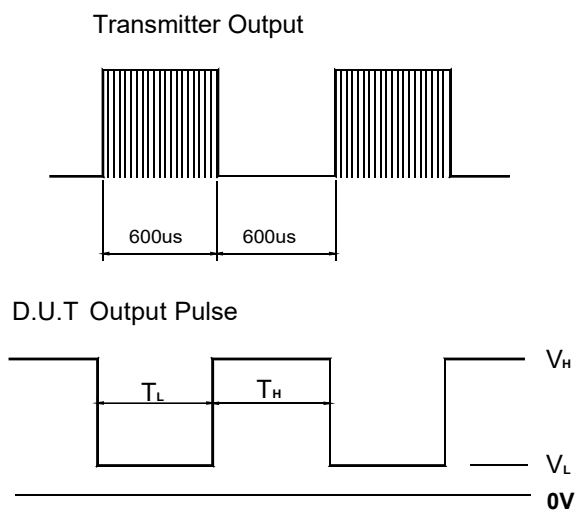 Transmitter Output
600us 600us
D.U.T Output Pulse
VH
TL TH
VL
0V